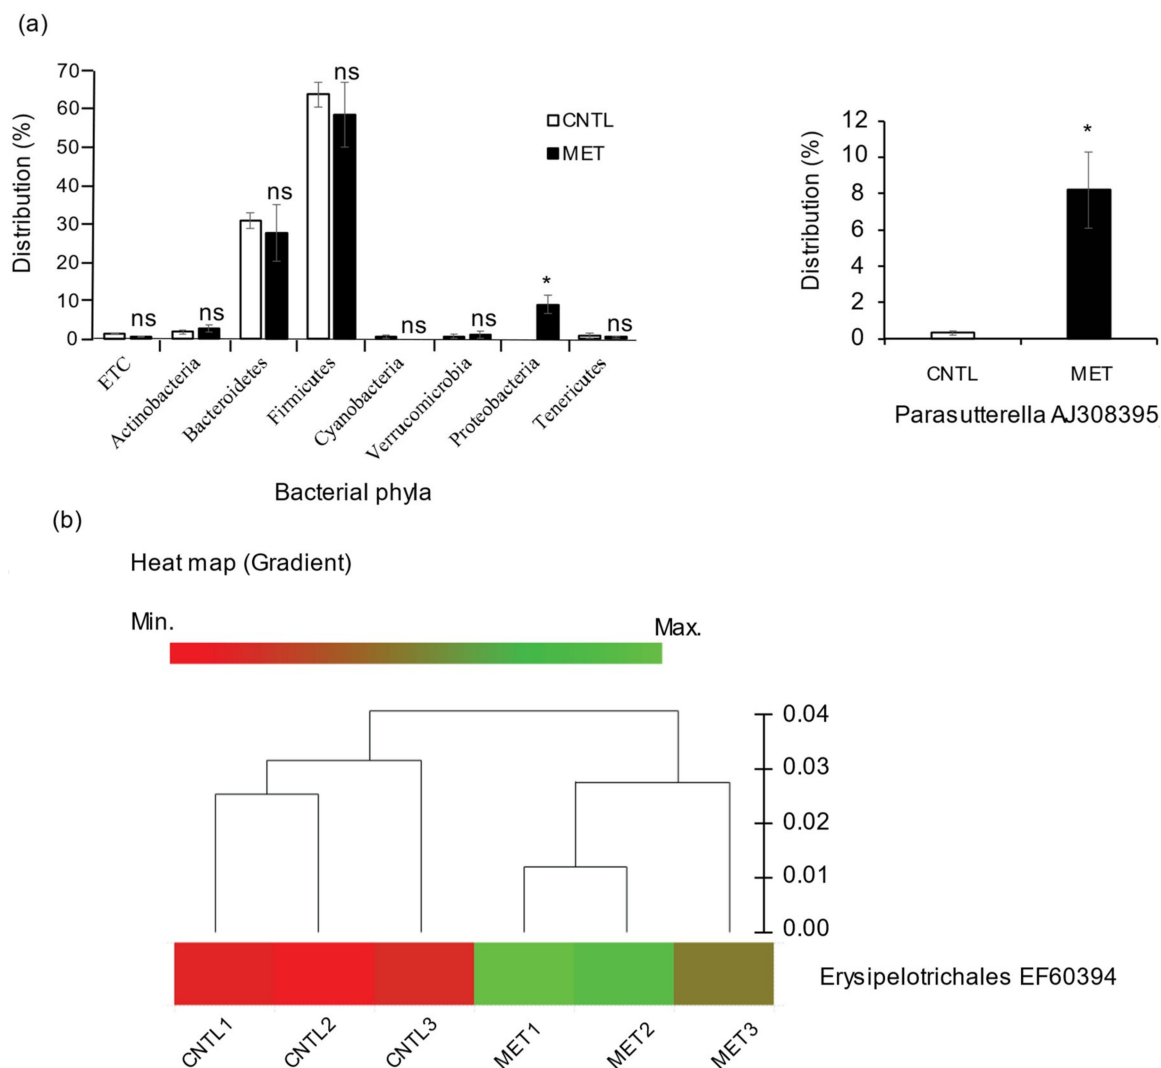 (a)
70
60
50
40
30
20
10
0
Distribution (%)
ns
ns
ns
ns
ns
ns
*
ns
CNTL
MET
ETC
Actinobacteria
Bacteroidetes
Firmicutes
Cyanobacteria
Verrucomicrobia
Proteobacteria
Tenericutes
Bacterial phyla
12
10
8
6
4
2
0
Distribution (%)
*
CNTL
MET
Parasutterella AJ308395
(b)
Heat map (Gradient)
Min.
Max.
0.04
0.03
0.02
0.01
0.00
Erysipelotrichales EF60394
CNTL1
CNTL2
CNTL3
MET1
MET2
MET3